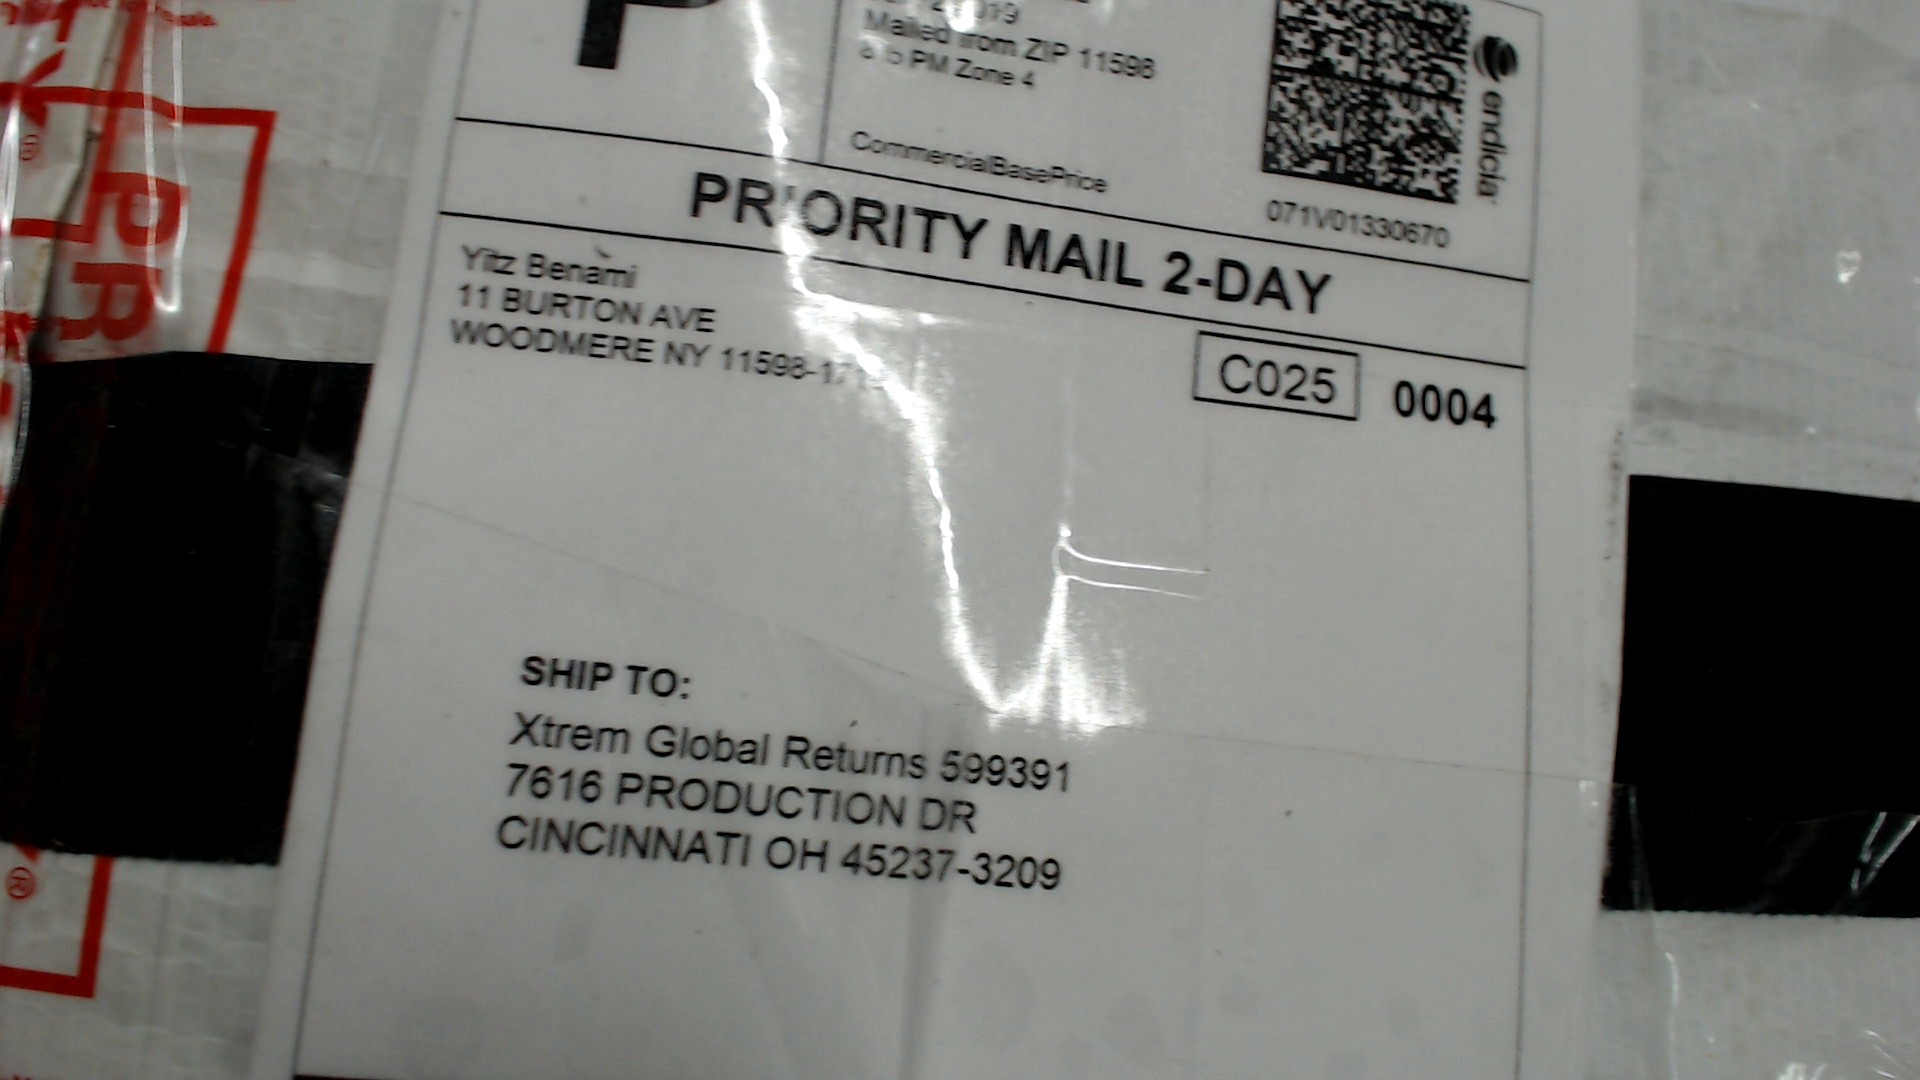 P
Mailed from ZIP 11598
PM Zone 4
CommercialBasePrice
endicia
071V01330670
PRIORITY MAIL 2-DAY
Yitz Benami
11 BURTON AVE
WOODMERE NY
C025 0004
SHIP TO:
Xtrem Global Returns 599391
7616 PRODUCTION DR
CINCINNATI OH 45237-3209
PR